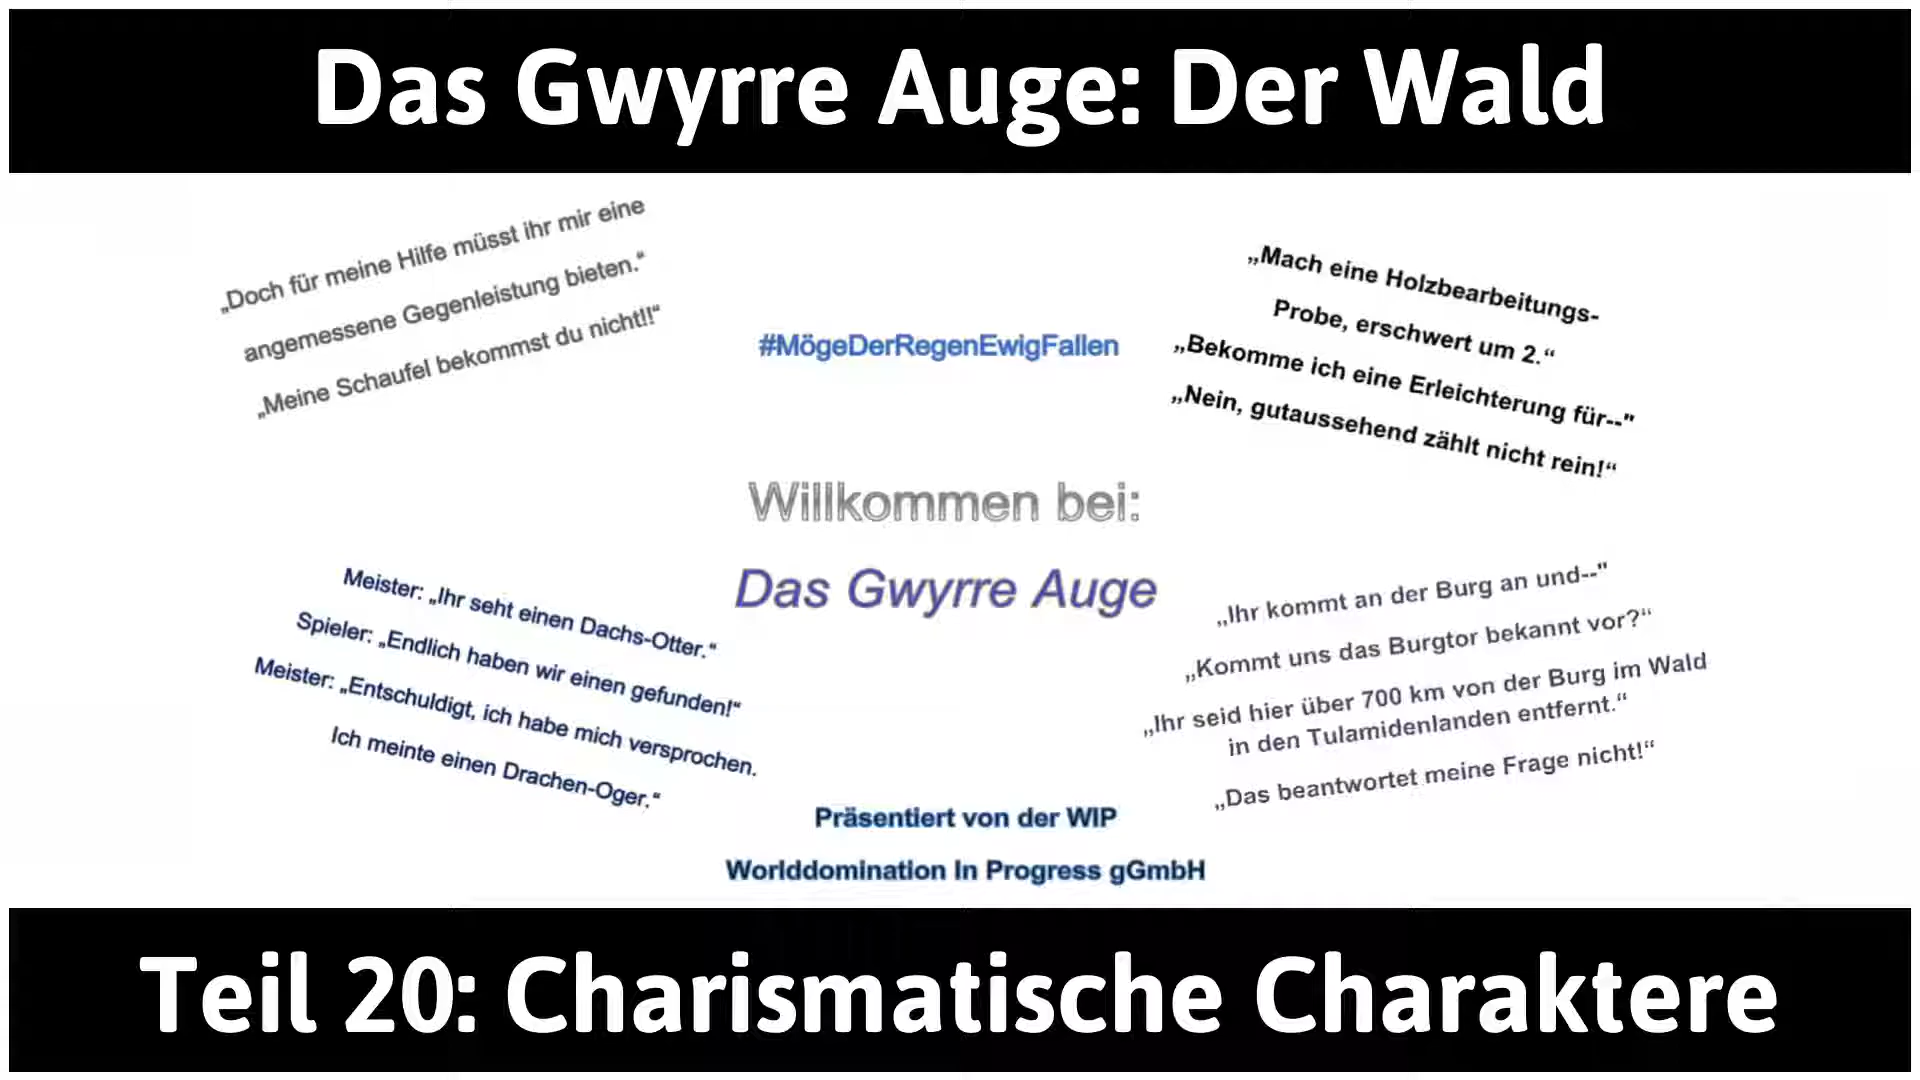 Das Gwyrre Auge: Der Wald
„Doch für meine Hilfe müsst ihr mir eine
angemessene Gegenleistung bieten.“
„Meine Schaufel bekommst du nicht!!“
#MögeDerRegenEwigFallen
„Mach eine Holzbearbeitungs-
Probe, erschwert um 2.“
„Bekomme ich eine Erleichterung für--"
„Nein, gutaussehend zählt nicht rein!“
Willkommen bei:
Das Gwyrre Auge
Meister: „Ihr seht einen Dachs-Otter.“
Spieler: „Endlich haben wir einen gefunden!“
Meister: „Entschuldigt, ich habe mich versprochen.
Ich meinte einen Drachen-Oger.“
„Ihr kommt an der Burg an und--"
„Kommt uns das Burgtor bekannt vor?“
„Ihr seid hier über 700 km von der Burg im Wald
in den Tulamidenlanden entfernt.“
„Das beantwortet meine Frage nicht!“
Präsentiert von der WIP
Worlddomination In Progress gGmbH
Teil 20: Charismatische Charaktere